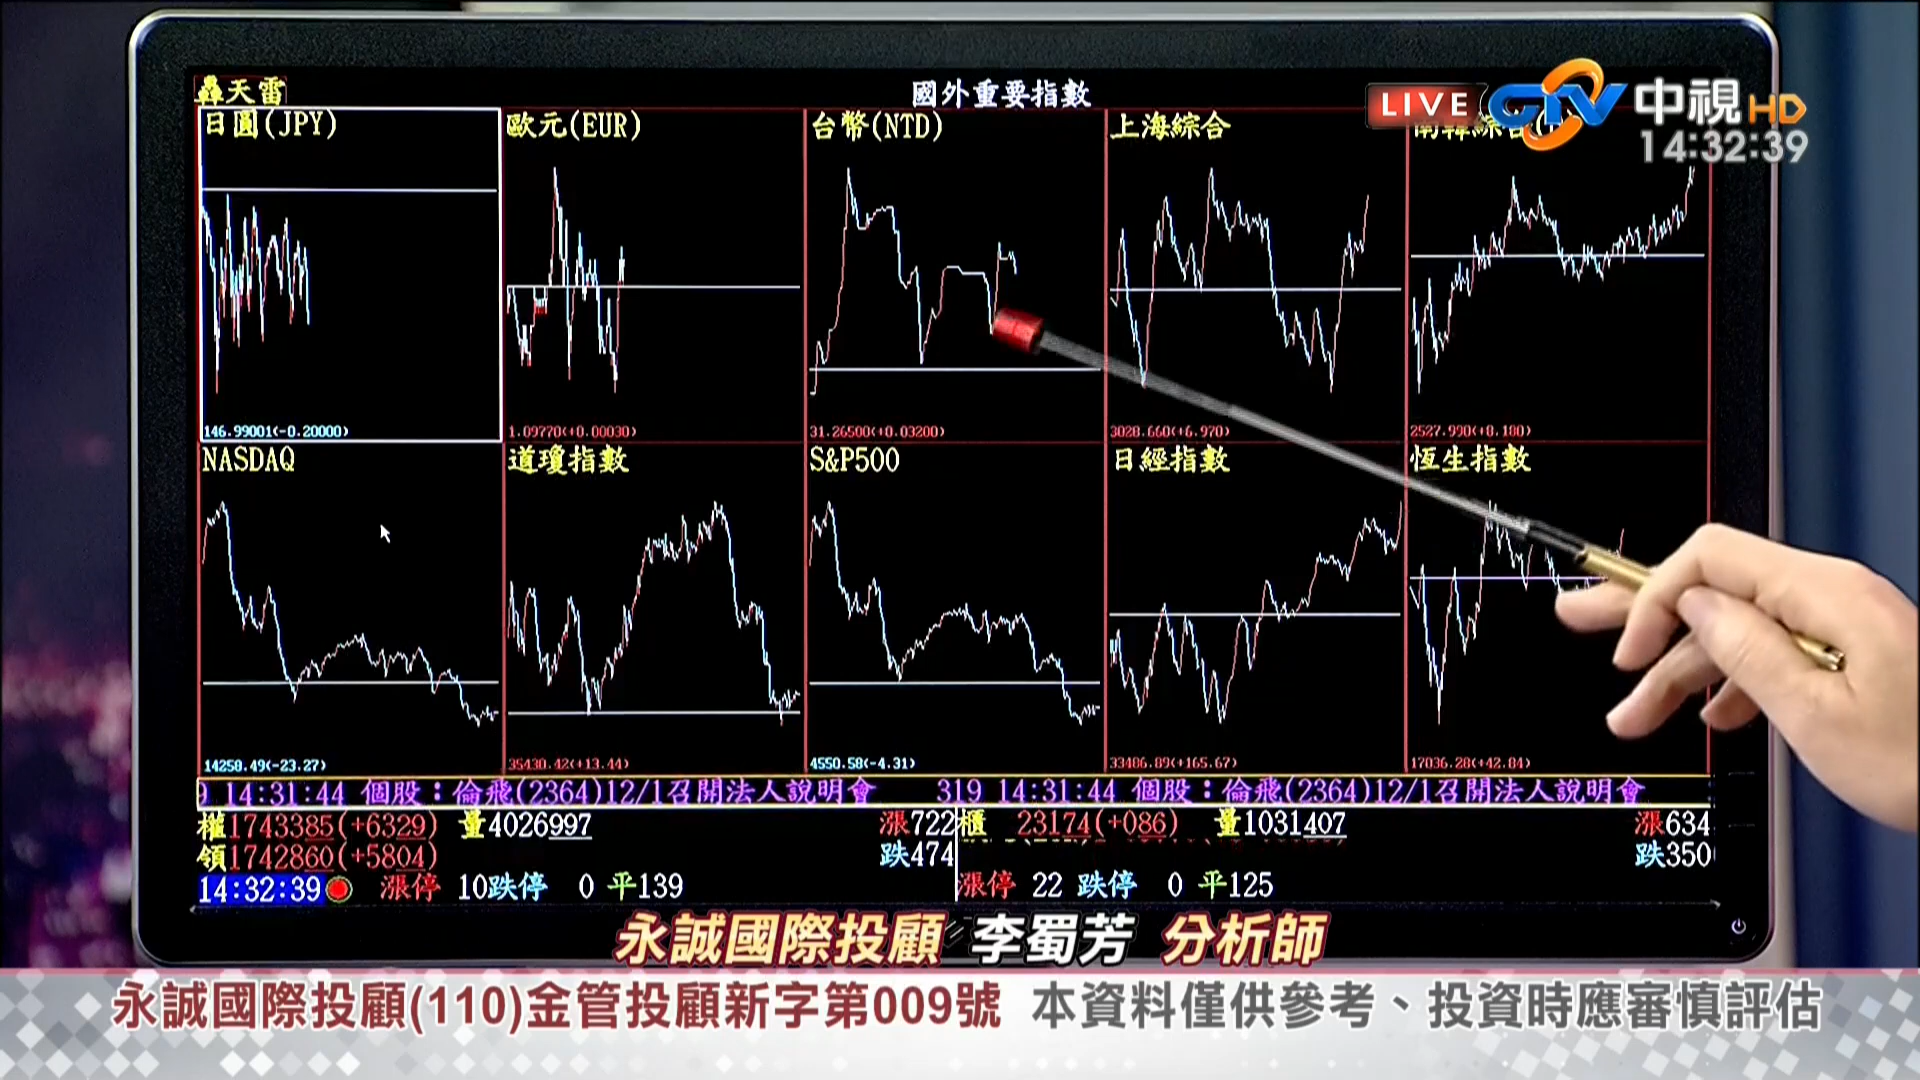 轟天雷
國外重要指數
LIVE CTV 中視 HD
14:32:39
日圓(JPY)
歐元(EUR)
台幣(NTD)
上海綜合
南韓綜合
146.99001(-0.20000)
1.09770(+0.00030)
31.26500(+0.03200)
3028.660(+6.970)
2527.990(+8.180)
NASDAQ
道瓊指數
S&P500
日經指數
恆生指數
14258.49(-23.27)
35430.42(+13.44)
4550.58(-4.31)
33486.89(+165.67)
17036.28(+42.84)
9 14:31:44 個股：倫飛(2364)12/1召開法人說明會 319 14:31:44 個股：倫飛(2364)12/1召開法人說明會
權1743385(+6329) 量4026997 漲722 櫃 23174(+086) 量1031407 漲634
領1742860(+5804) 跌474 跌350
14:32:39 漲停 10跌停 0 平139 漲停 22 跌停 0 平125
永誠國際投顧 李蜀芳 分析師
永誠國際投顧(110)金管投顧新字第009號 本資料僅供參考、投資時應審慎評估